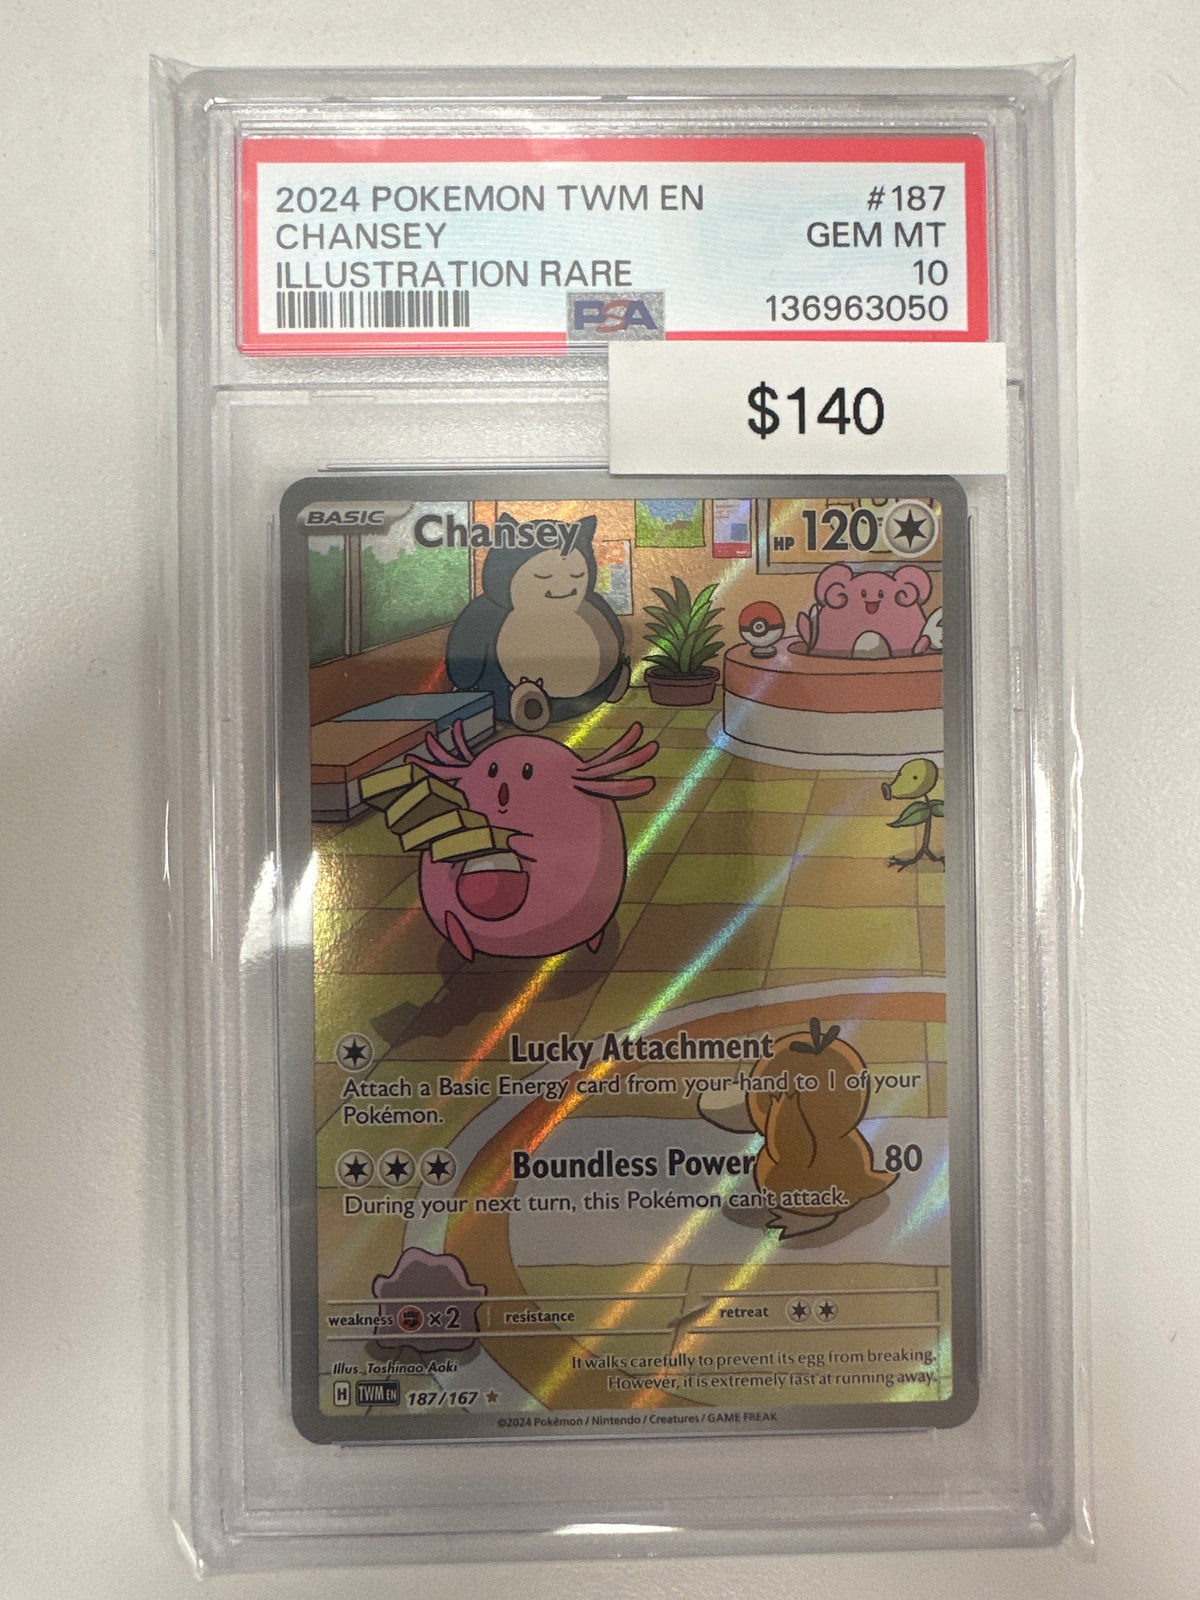 2024 POKEMON TWM EN #187
CHANSEY GEM MT
ILLUSTRATION RARE 10
PSA 136963050
$140
BASIC Chansey HP 120
Lucky Attachment
Attach a Basic Energy card from your hand to 1 of your
Pokémon.
Boundless Power 80
During your next turn, this Pokémon can't attack.
weakness ×2 resistance retreat
Illus. Toshinao Aoki
It walks carefully to prevent its egg from breaking.
However, it is extremely fast at running away.
H TWM EN 187/167
©2024 Pokémon / Nintendo / Creatures / GAME FREAK